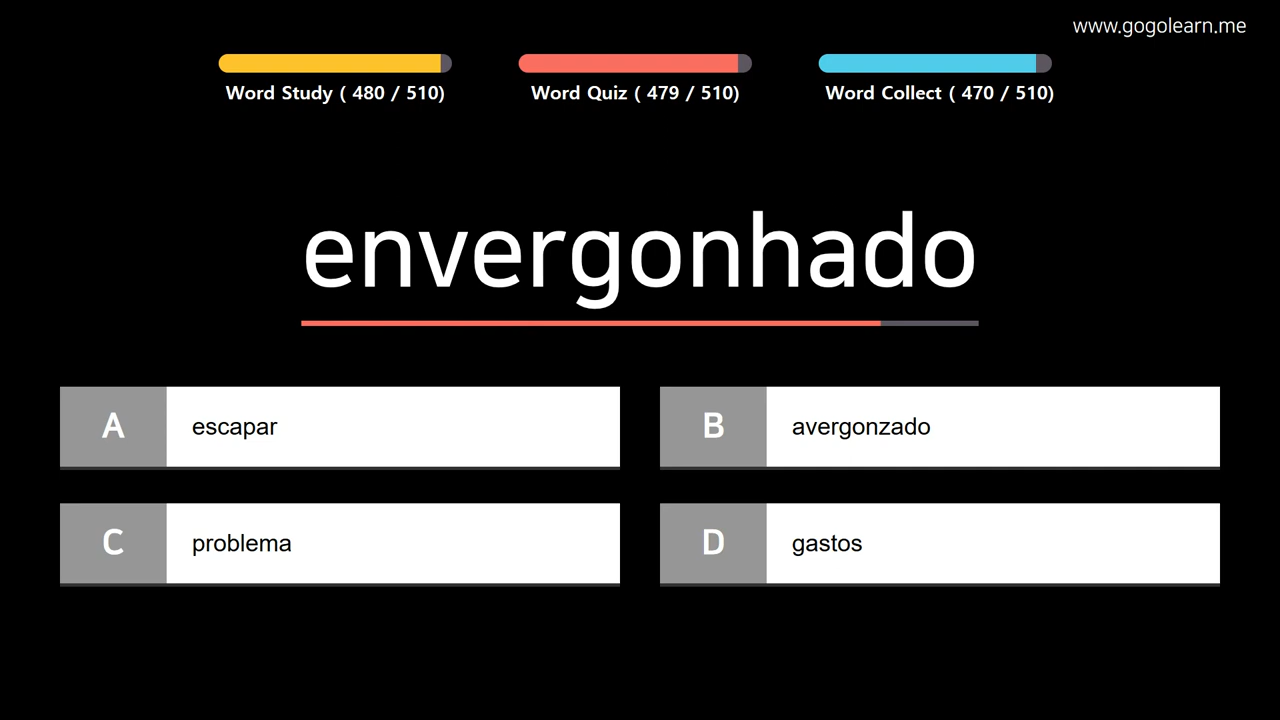 www.gogolearn.me
Word Study ( 480 / 510)
Word Quiz ( 479 / 510)
Word Collect ( 470 / 510)
envergonhado
A escapar
B avergonzado
C problema
D gastos